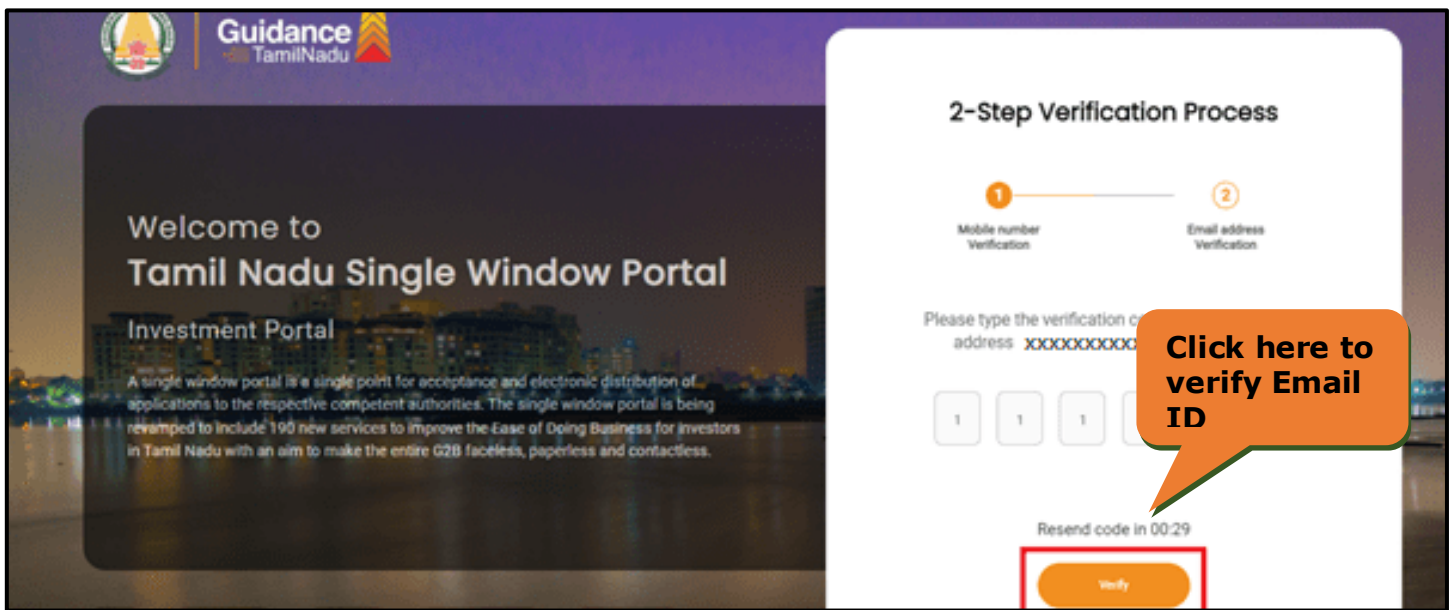 Guidance
TamilNadu
Welcome to
Tamil Nadu Single Window Portal
Investment Portal
A single window portal is a single point for acceptance and electronic distribution of
applications to the respective competent authorities. The single window portal is being
revamped to include 190 new services to improve the Ease of Doing Business for investors
in Tamil Nadu with an aim to make the entire G2B faceless, paperless and contactless.
2-Step Verification Process
1
2
Mobile number
Verification
Email address
Verification
Please type the verification
address xxxxxxxxxx
1 1 1
Click here to
verify Email
ID
Resend code in 00:29
Verify